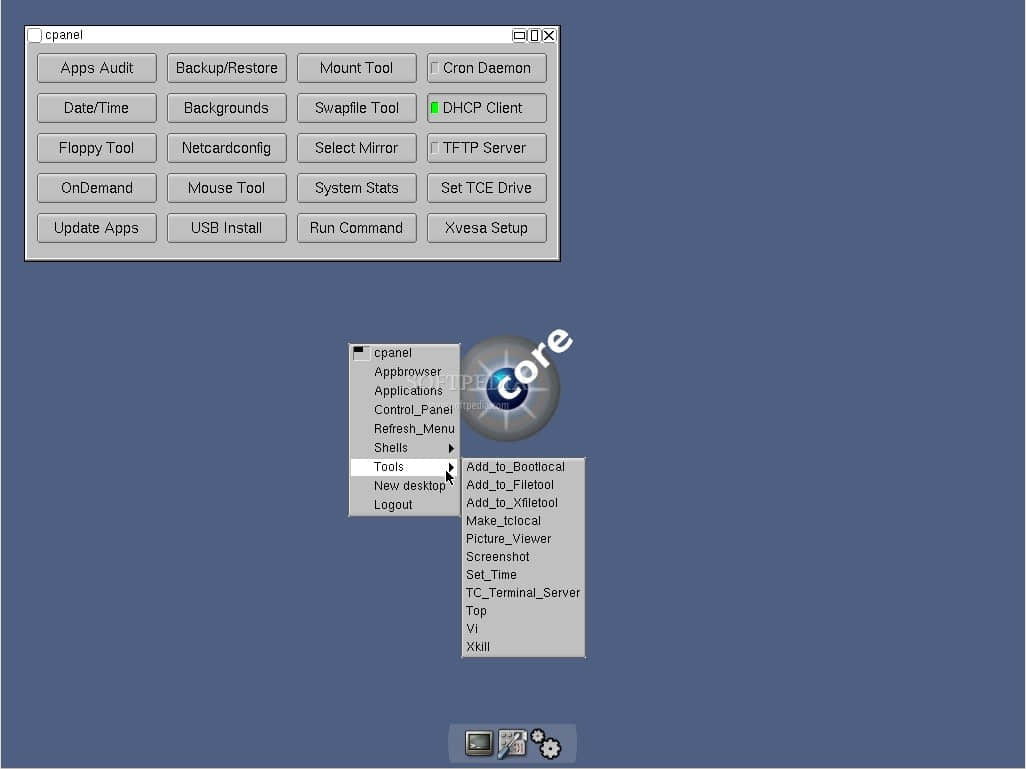 cpanel
Apps Audit Backup/Restore Mount Tool Cron Daemon
Date/Time Backgrounds Swapfile Tool DHCP Client
Floppy Tool Netcardconfig Select Mirror TFTP Server
OnDemand Mouse Tool System Stats Set TCE Drive
Update Apps USB Install Run Command Xvesa Setup
core
cpanel
Appbrowser
Applications
Control_Panel
Refresh_Menu
Shells
Tools
New desktop
Logout
SOFTPEDIA
softpedia.com
Add_to_Bootlocal
Add_to_Filetool
Add_to_Xfiletool
Make_tclocal
Picture_Viewer
Screenshot
Set_Time
TC_Terminal_Server
Top
Vi
Xkill